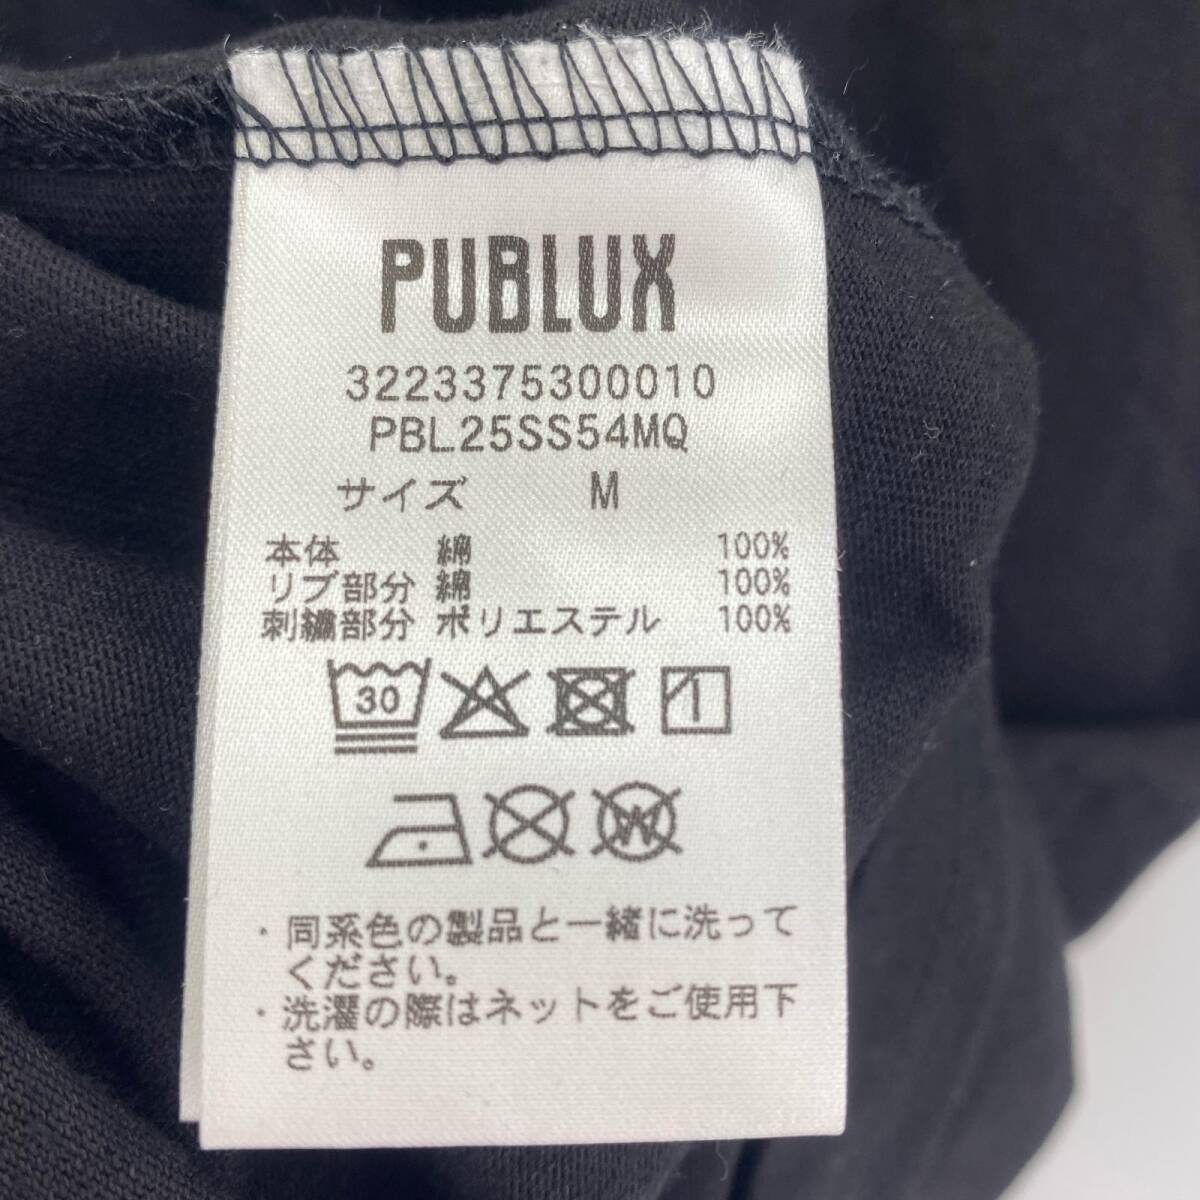 PUBLUX
3223375300010
PBL25SS54MQ
サイズ M
本体 綿 100%
リブ部分 綿 100%
刺繍部分 ポリエステル 100%
30
W
・同系色の製品と一緒に洗って
ください。
・洗濯の際はネットをご使用下
さい。